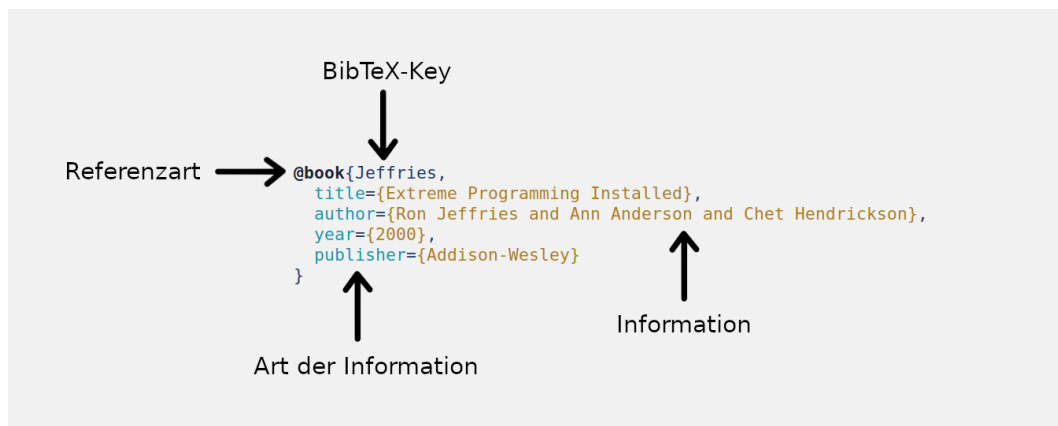 BibTeX-Key
Referenzart
@book{Jeffries,
title={Extreme Programming Installed},
author={Ron Jeffries and Ann Anderson and Chet Hendrickson},
year={2000},
publisher={Addison-Wesley}
}
Information
Art der Information